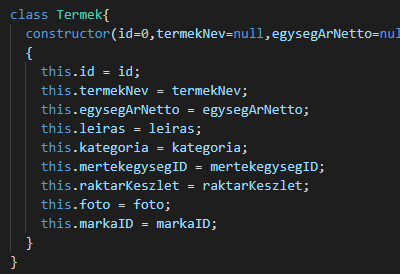 class Termek{
constructor(id=0,termekNev=null,egysegArNetto=nul
{
this.id = id;
this.termekNev = termekNev;
this.egysegArNetto = egysegArNetto;
this.leiras = leiras;
this.kategoria = kategoria;
this.mertekegysegID = mertekegysegID;
this.raktarKeszlet = raktarKeszlet;
this.foto = foto;
this.markaID = markaID;
}
}